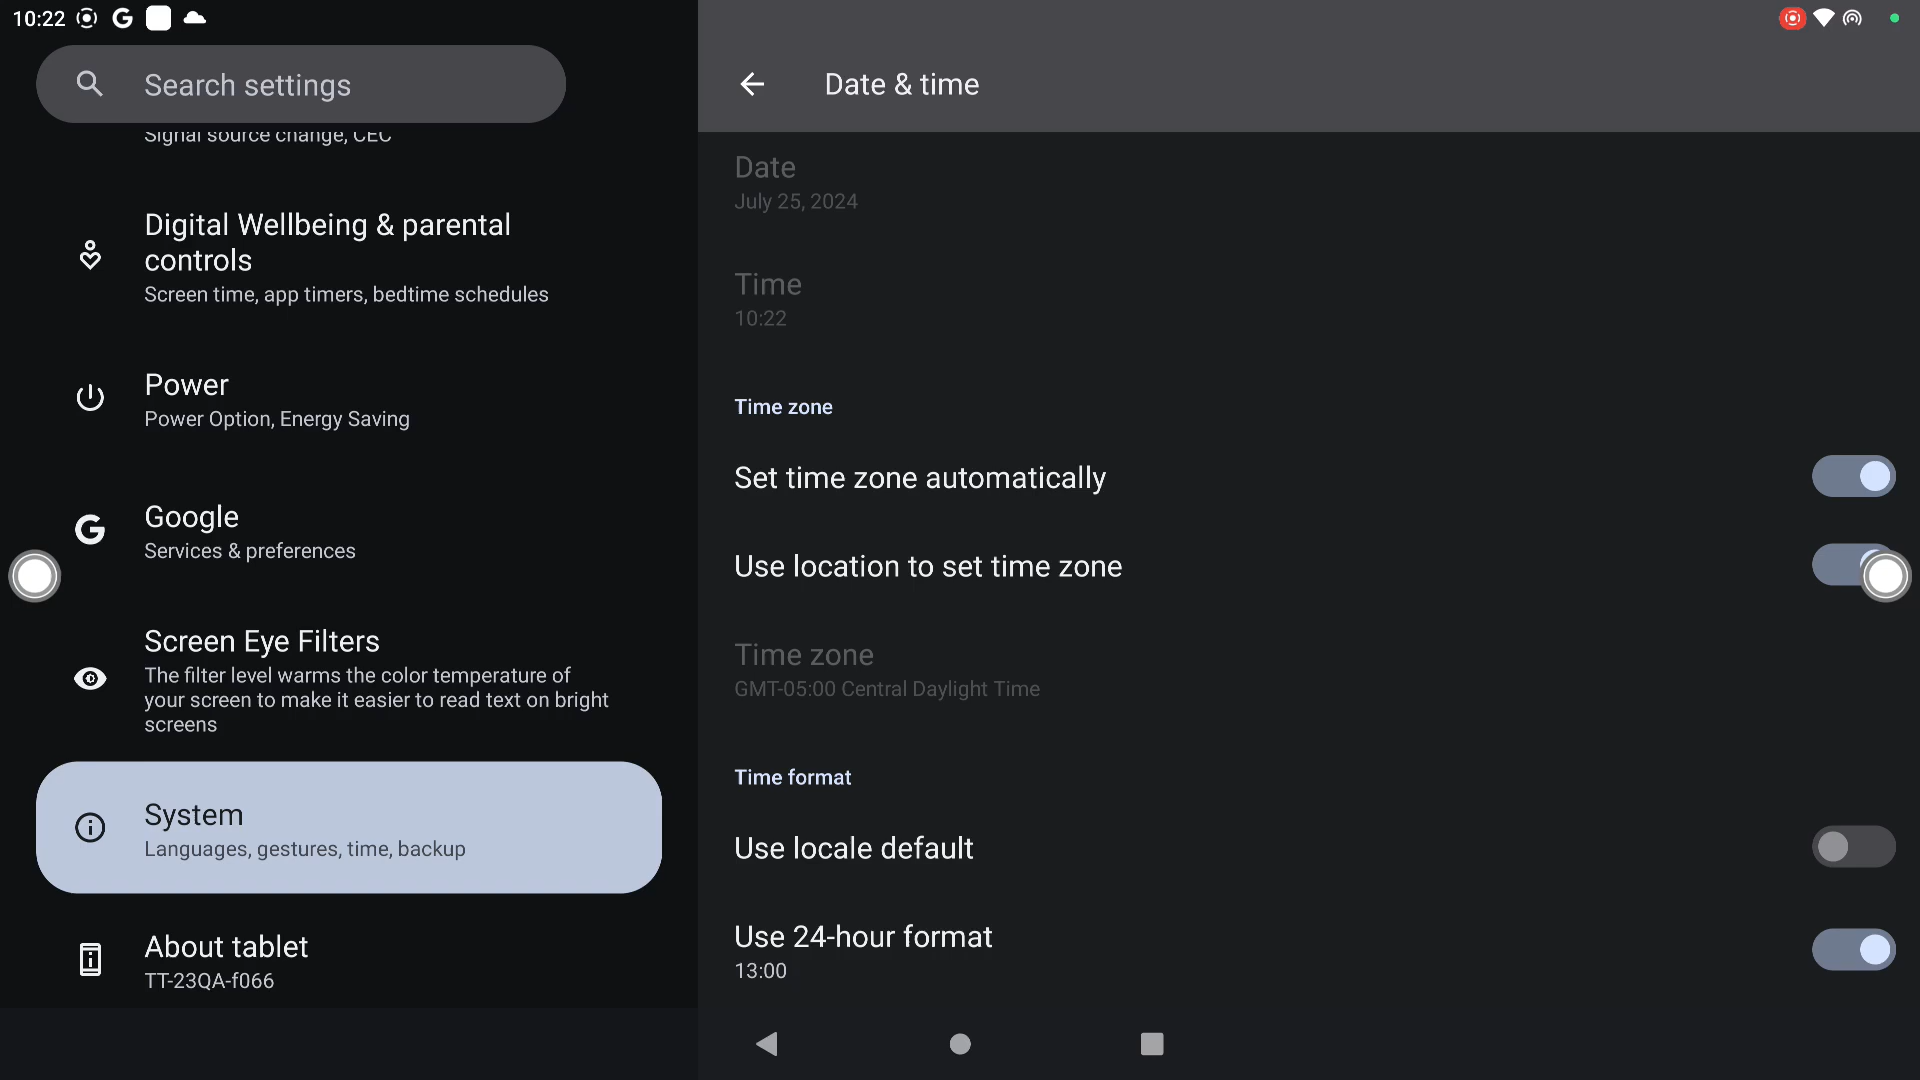 10:22
Search settings
Signal source change, CEC
Digital Wellbeing & parental
controls
Screen time, app timers, bedtime schedules
Power
Power Option, Energy Saving
Google
Services & preferences
Screen Eye Filters
The filter level warms the color temperature of
your screen to make it easier to read text on bright
screens
System
Languages, gestures, time, backup
About tablet
TT-23QA-f066
Date & time
Date
July 25, 2024
Time
10:22
Time zone
Set time zone automatically
Use location to set time zone
Time zone
GMT-05:00 Central Daylight Time
Time format
Use locale default
Use 24-hour format
13:00